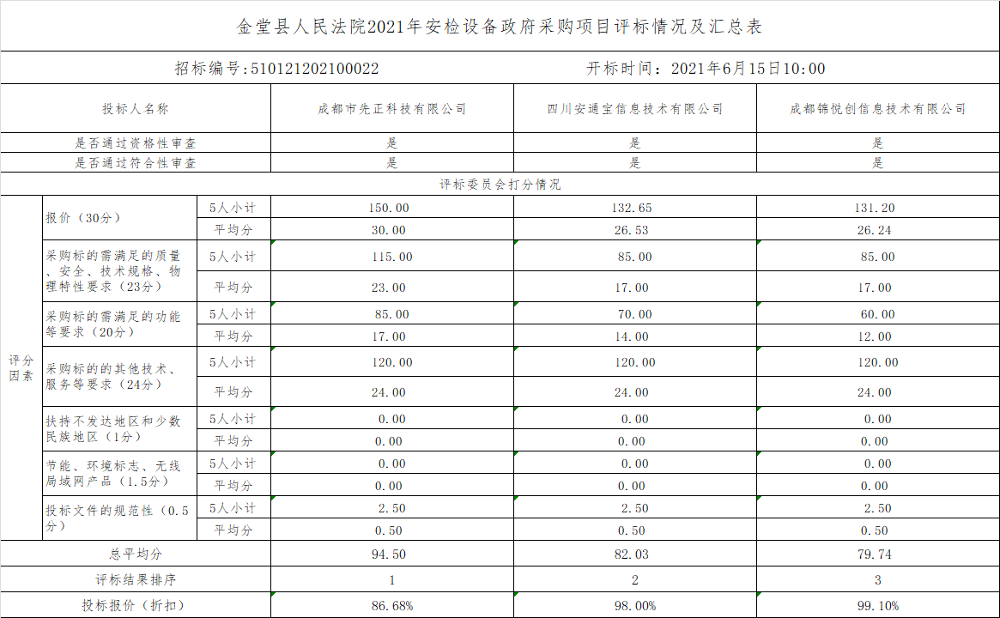 金堂县人民法院2021年安检设备政府采购项目评标情况及汇总表
招标编号:510121202100022 开标时间：2021年6月15日10:00
投标人名称 成都市先正科技有限公司 四川安通宝信息技术有限公司 成都锦悦创信息技术有限公司
是否通过资格性审查 是 是 是
是否通过符合性审查 是 是 是
评标委员会打分情况
评分
因素
报价（30分）
5人小计 150.00 132.65 131.20
平均分 30.00 26.53 26.24
采购标的需满足的质量
、安全、技术规格、物
理特性要求（23分）
5人小计 115.00 85.00 85.00
平均分 23.00 17.00 17.00
采购标的需满足的功能
等要求（20分）
5人小计 85.00 70.00 60.00
平均分 17.00 14.00 12.00
采购标的的其他技术、
服务等要求（24分）
5人小计 120.00 120.00 120.00
平均分 24.00 24.00 24.00
扶持不发达地区和少数
民族地区（1分）
5人小计 0.00 0.00 0.00
平均分 0.00 0.00 0.00
节能、环境标志、无线
局域网产品（1.5分）
5人小计 0.00 0.00 0.00
平均分 0.00 0.00 0.00
投标文件的规范性（0.5
分）
5人小计 2.50 2.50 2.50
平均分 0.50 0.50 0.50
总平均分 94.50 82.03 79.74
评标结果排序 1 2 3
投标报价（折扣） 86.68% 98.00% 99.10%